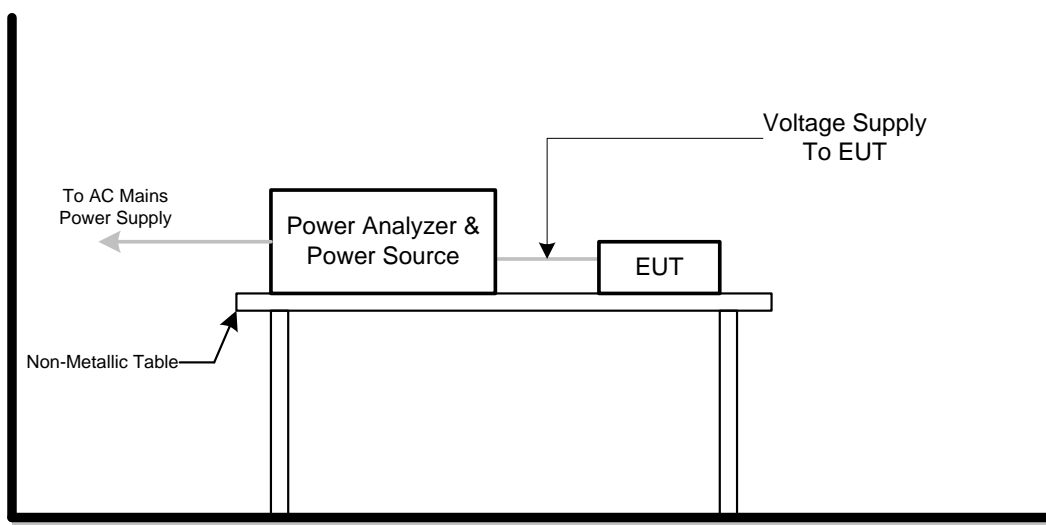 Voltage Supply
To EUT
To AC Mains
Power Supply
Power Analyzer &
Power Source
EUT
Non-Metallic Table